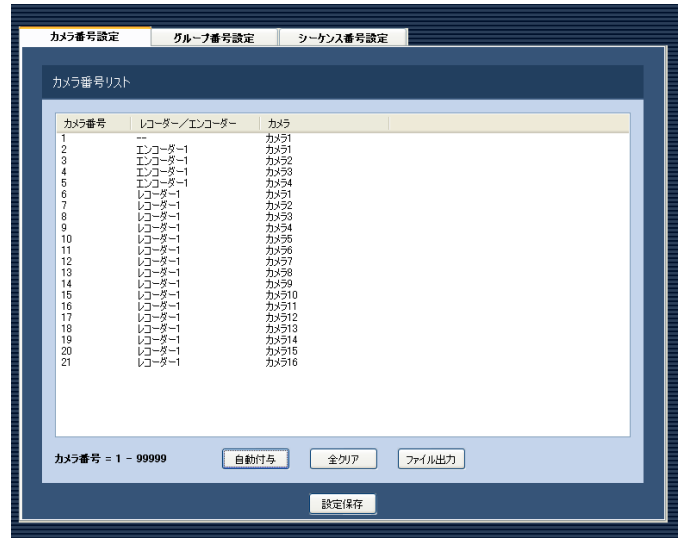 カメラ番号設定 グループ番号設定 シーケンス番号設定
カメラ番号リスト
カメラ番号 レコーダー／エンコーダー カメラ
1 -- カメラ1
2 エンコーダー1 カメラ1
3 エンコーダー1 カメラ2
4 エンコーダー1 カメラ3
5 エンコーダー1 カメラ4
6 レコーダー1 カメラ1
7 レコーダー1 カメラ2
8 レコーダー1 カメラ3
9 レコーダー1 カメラ4
10 レコーダー1 カメラ5
11 レコーダー1 カメラ6
12 レコーダー1 カメラ7
13 レコーダー1 カメラ8
14 レコーダー1 カメラ9
15 レコーダー1 カメラ10
16 レコーダー1 カメラ11
17 レコーダー1 カメラ12
18 レコーダー1 カメラ13
19 レコーダー1 カメラ14
20 レコーダー1 カメラ15
21 レコーダー1 カメラ16
カメラ番号 = 1 - 99999 自動付与 全クリア ファイル出力
設定保存